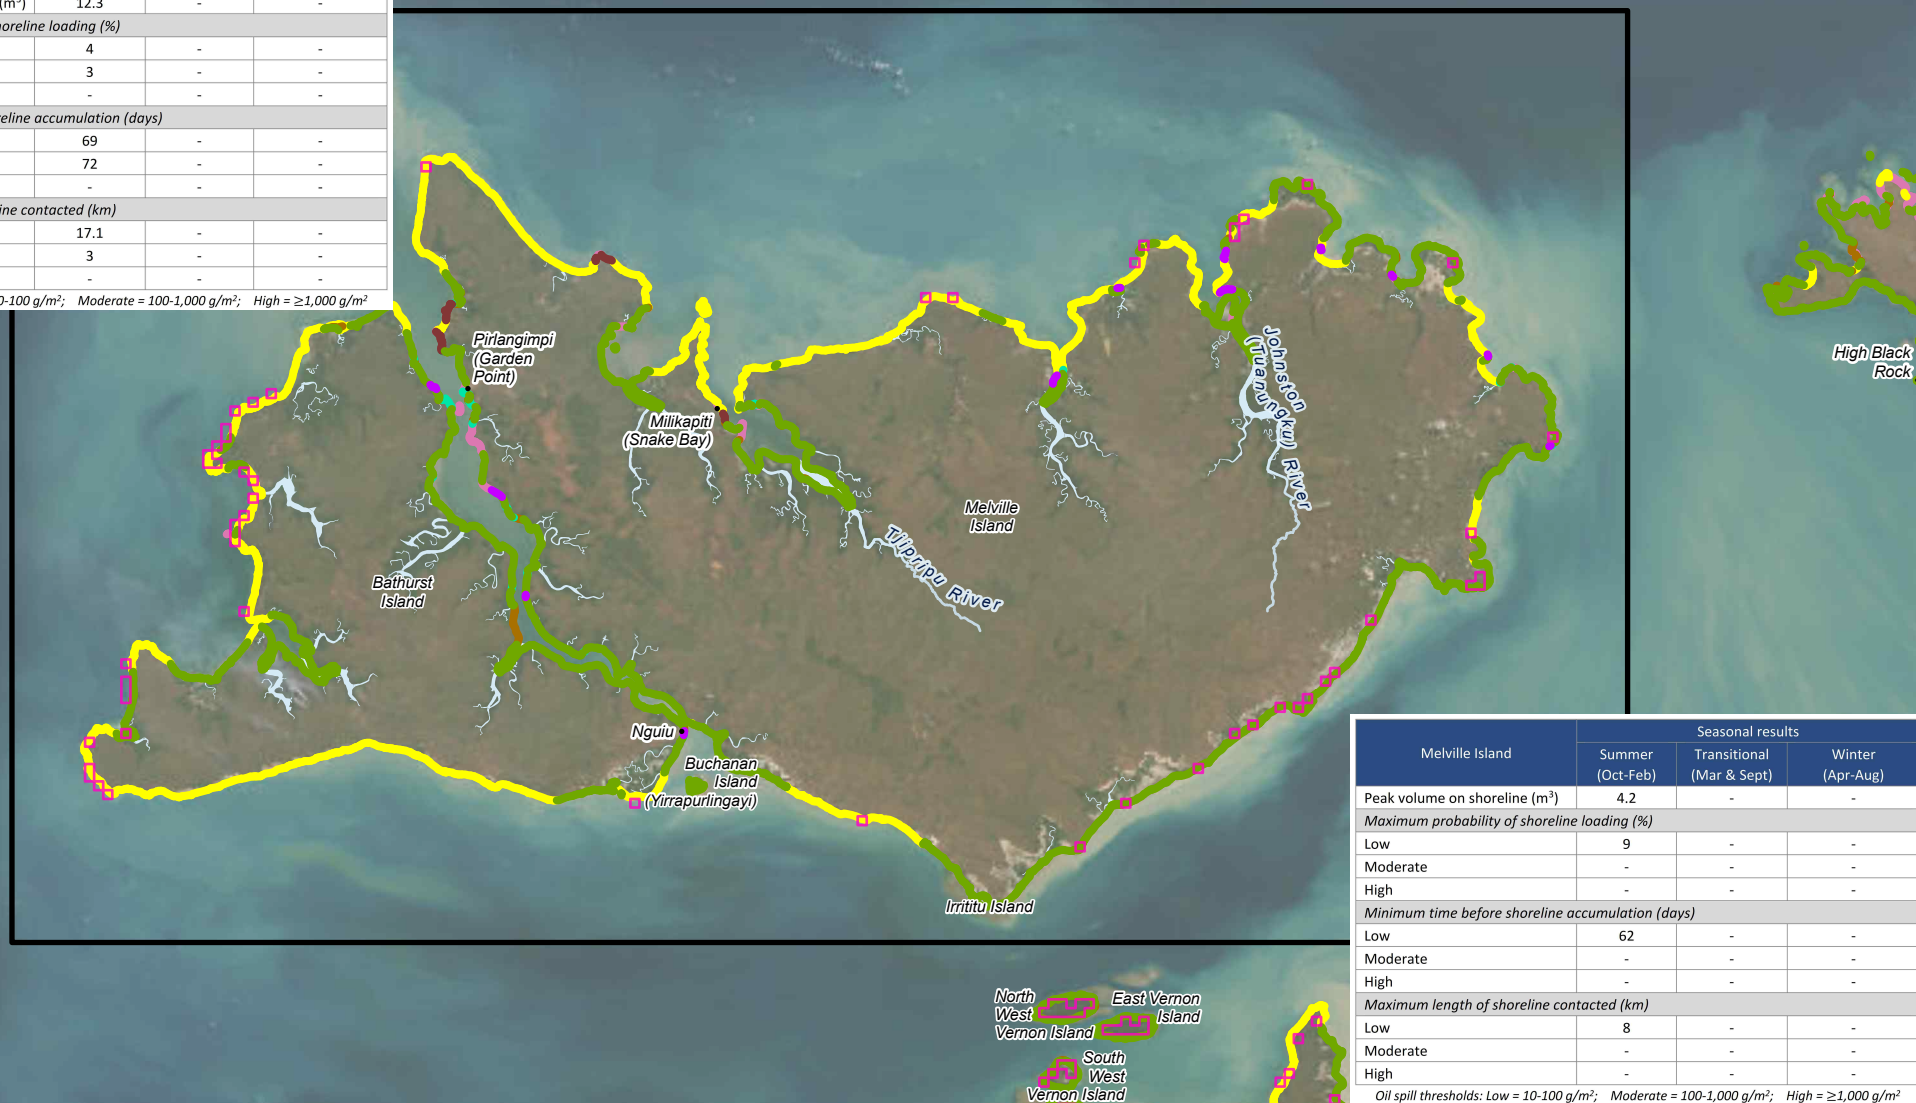 (m³) 12.3 - -
horeline loading (%)
4 - -
3 - -
- - -
reline accumulation (days)
69 - -
72 - -
- - -
line contacted (km)
17.1 - -
3 - -
- - -
0-100 g/m²; Moderate = 100-1,000 g/m²; High = ≥1,000 g/m²
Pirlangimpi
(Garden
Point)
Milikapiti
(Snake Bay)
Johnston
(Tuanungku) River
High Black
Rock
Melville
Island
Tjipripu River
Bathurst
Island
Nguiu
Buchanan
Island
(Yirrapurlingayi)
Irrititu Island
North
West
Vernon Island
East Vernon
Island
South
West
Vernon Island
Melville Island
Seasonal results
Summer
(Oct-Feb)
Transitional
(Mar & Sept)
Winter
(Apr-Aug)
Peak volume on shoreline (m³) 4.2 - -
Maximum probability of shoreline loading (%)
Low 9 - -
Moderate - - -
High - - -
Minimum time before shoreline accumulation (days)
Low 62 - -
Moderate - - -
High - - -
Maximum length of shoreline contacted (km)
Low 8 - -
Moderate - - -
High - - -
Oil spill thresholds: Low = 10-100 g/m²; Moderate = 100-1,000 g/m²; High = ≥1,000 g/m²